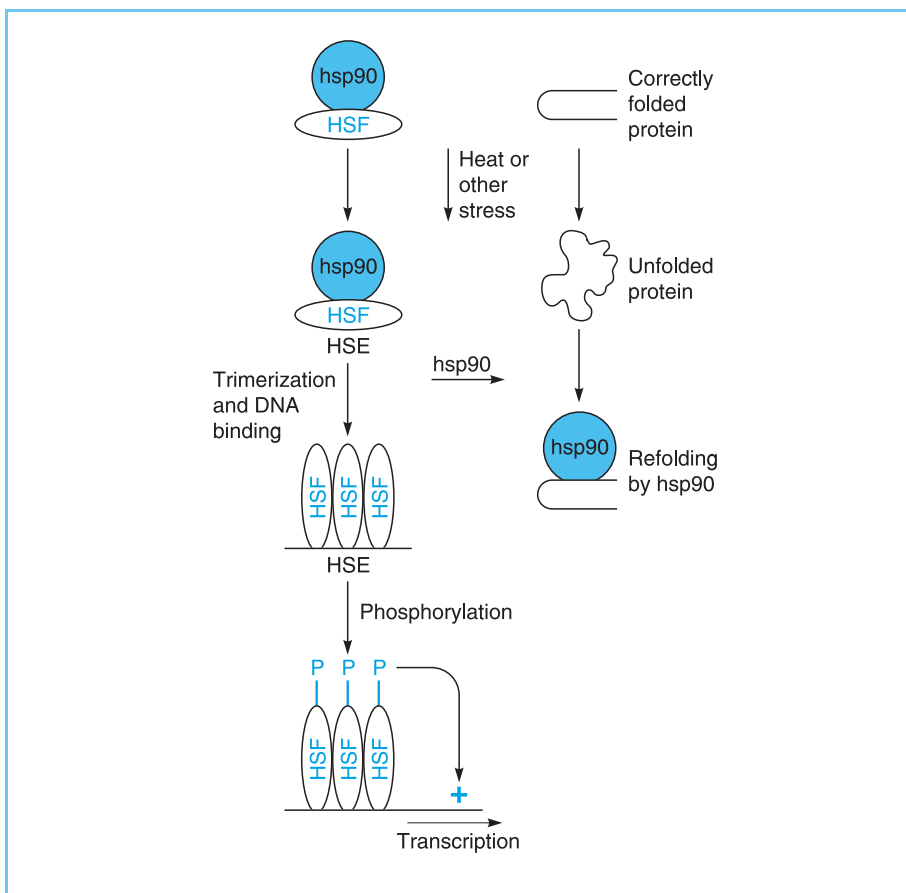 hsp90
HSF
Correctly
folded
protein
Heat or
other
stress
hsp90
HSF
HSE
Unfolded
protein
Trimerization
and DNA
binding
hsp90
HSF HSF HSF
HSE
hsp90
Refolding
by hsp90
Phosphorylation
P P P
HSF HSF HSF
+
Transcription